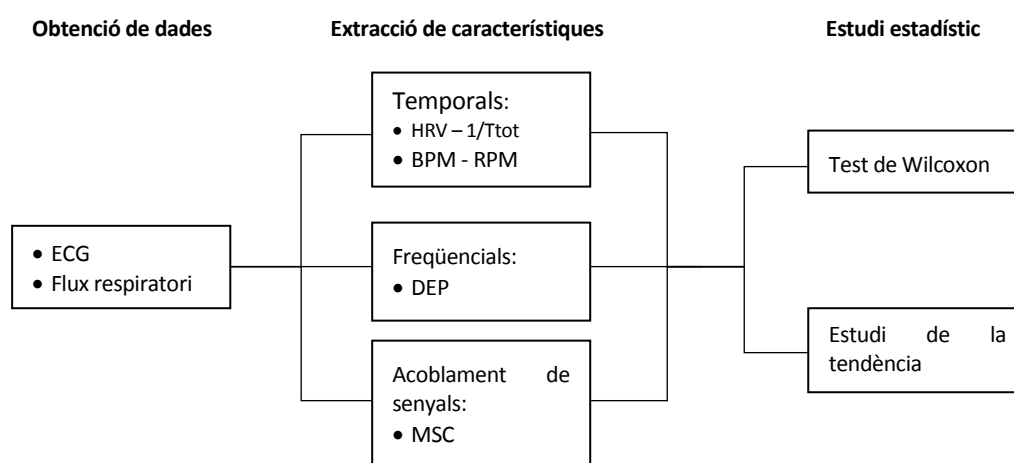 Obtenció de dades
Extracció de característiques
Estudi estadístic
• ECG
• Flux respiratori
Temporals:
• HRV – 1/Ttot
• BPM - RPM
Freqüencials:
• DEP
Acoblament de
senyals:
• MSC
Test de Wilcoxon
Estudi de la
tendència